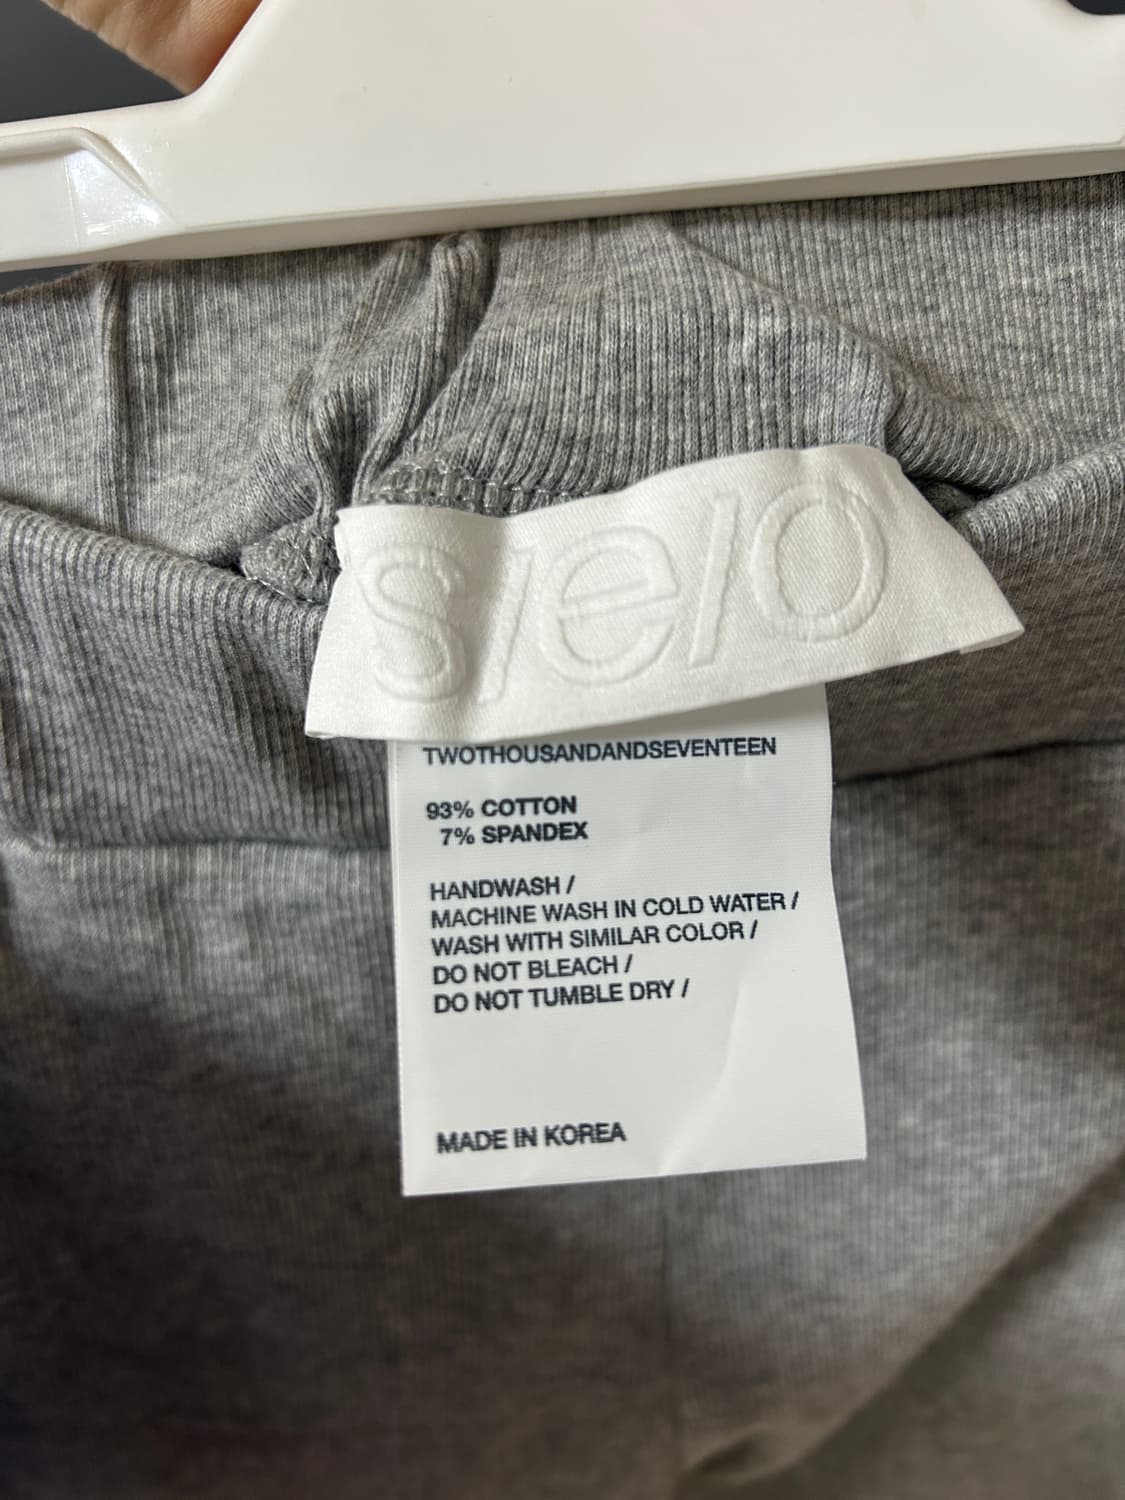 s/e/o
TWOTHOUSANDANDSEVENTEEN
93% COTTON
7% SPANDEX
HANDWASH /
MACHINE WASH IN COLD WATER /
WASH WITH SIMILAR COLOR /
DO NOT BLEACH /
DO NOT TUMBLE DRY /
MADE IN KOREA